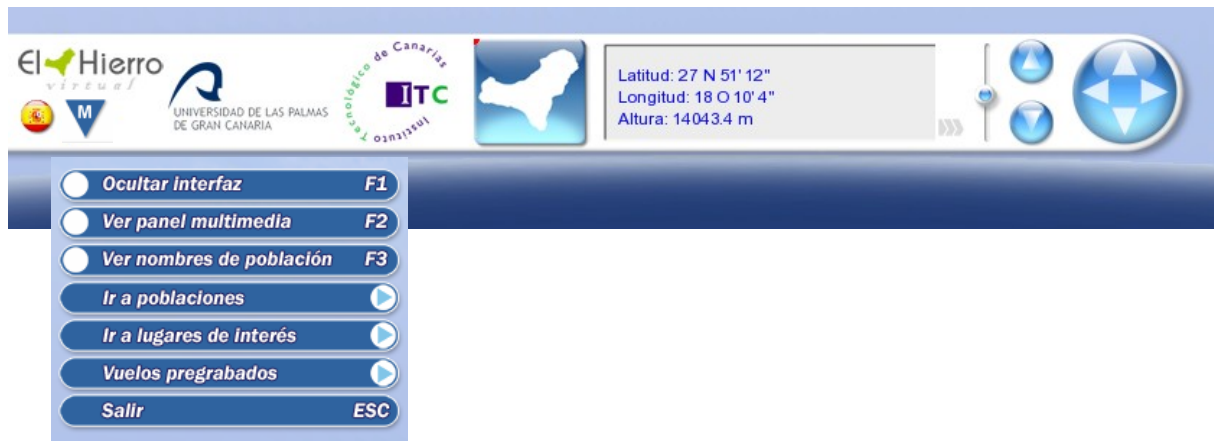 El Hierro
virtual
M
UNIVERSIDAD DE LAS PALMAS
DE GRAN CANARIA
Instituto Tecnológico de Canarias
ITC
Latitud: 27 N 51' 12"
Longitud: 18 O 10' 4"
Altura: 14043.4 m
Ocultar interfaz F1
Ver panel multimedia F2
Ver nombres de población F3
Ir a poblaciones
Ir a lugares de interés
Vuelos pregrabados
Salir ESC